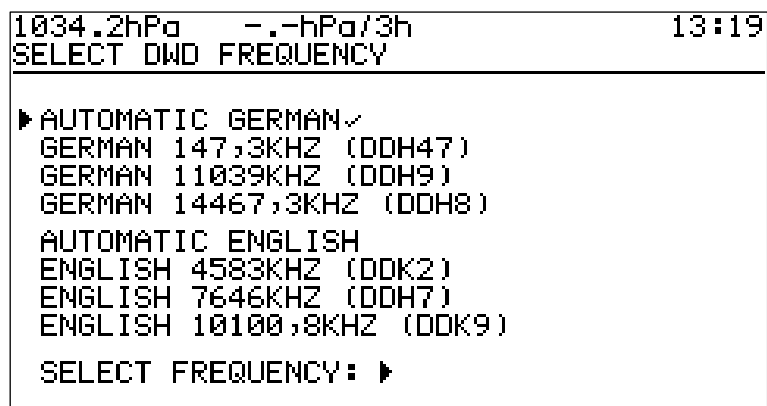 1034.2hPa -.-hPa/3h 13:19
SELECT DWD FREQUENCY
▶AUTOMATIC GERMAN✓
GERMAN 147,3KHZ (DDH47)
GERMAN 11039KHZ (DDH9)
GERMAN 14467,3KHZ (DDH8)
AUTOMATIC ENGLISH
ENGLISH 4583KHZ (DDK2)
ENGLISH 7646KHZ (DDH7)
ENGLISH 10100,8KHZ (DDK9)
SELECT FREQUENCY: ▶